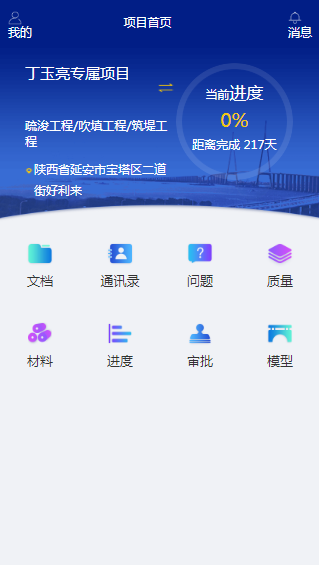 我的
项目首页
消息
丁玉亮专属项目
当前进度
0%
距离完成 217天
疏浚工程/吹填工程/筑堤工
程
陕西省延安市宝塔区二道
街好利来
文档
通讯录
问题
质量
材料
进度
审批
模型